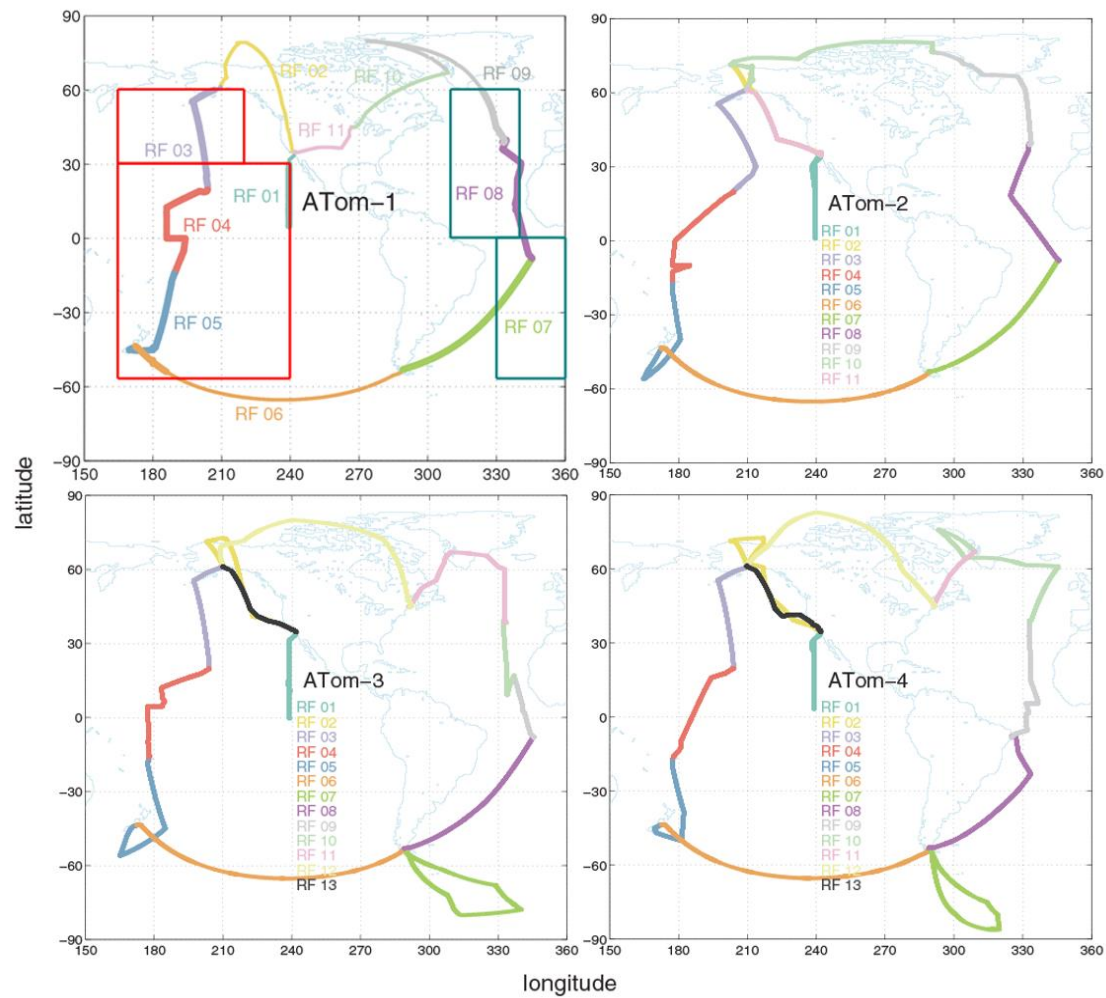 90
60
30
0
−30
−60
−90
150 180 210 240 270 300 330 360
RF 02
RF 10
RF 09
RF 11
RF 03
RF 01
ATom−1
RF 08
RF 04
RF 05
RF 07
RF 06
90
60
30
0
−30
−60
−90
150 180 210 240 270 300 330 360
ATom−2
RF 01
RF 02
RF 03
RF 04
RF 05
RF 06
RF 07
RF 08
RF 09
RF 10
RF 11
latitude
90
60
30
0
−30
−60
−90
150 180 210 240 270 300 330 360
ATom−3
RF 01
RF 02
RF 03
RF 04
RF 05
RF 06
RF 07
RF 08
RF 09
RF 10
RF 11
RF 12
RF 13
90
60
30
0
−30
−60
−90
150 180 210 240 270 300 330 360
ATom−4
RF 01
RF 02
RF 03
RF 04
RF 05
RF 06
RF 07
RF 08
RF 09
RF 10
RF 11
RF 12
RF 13
longitude